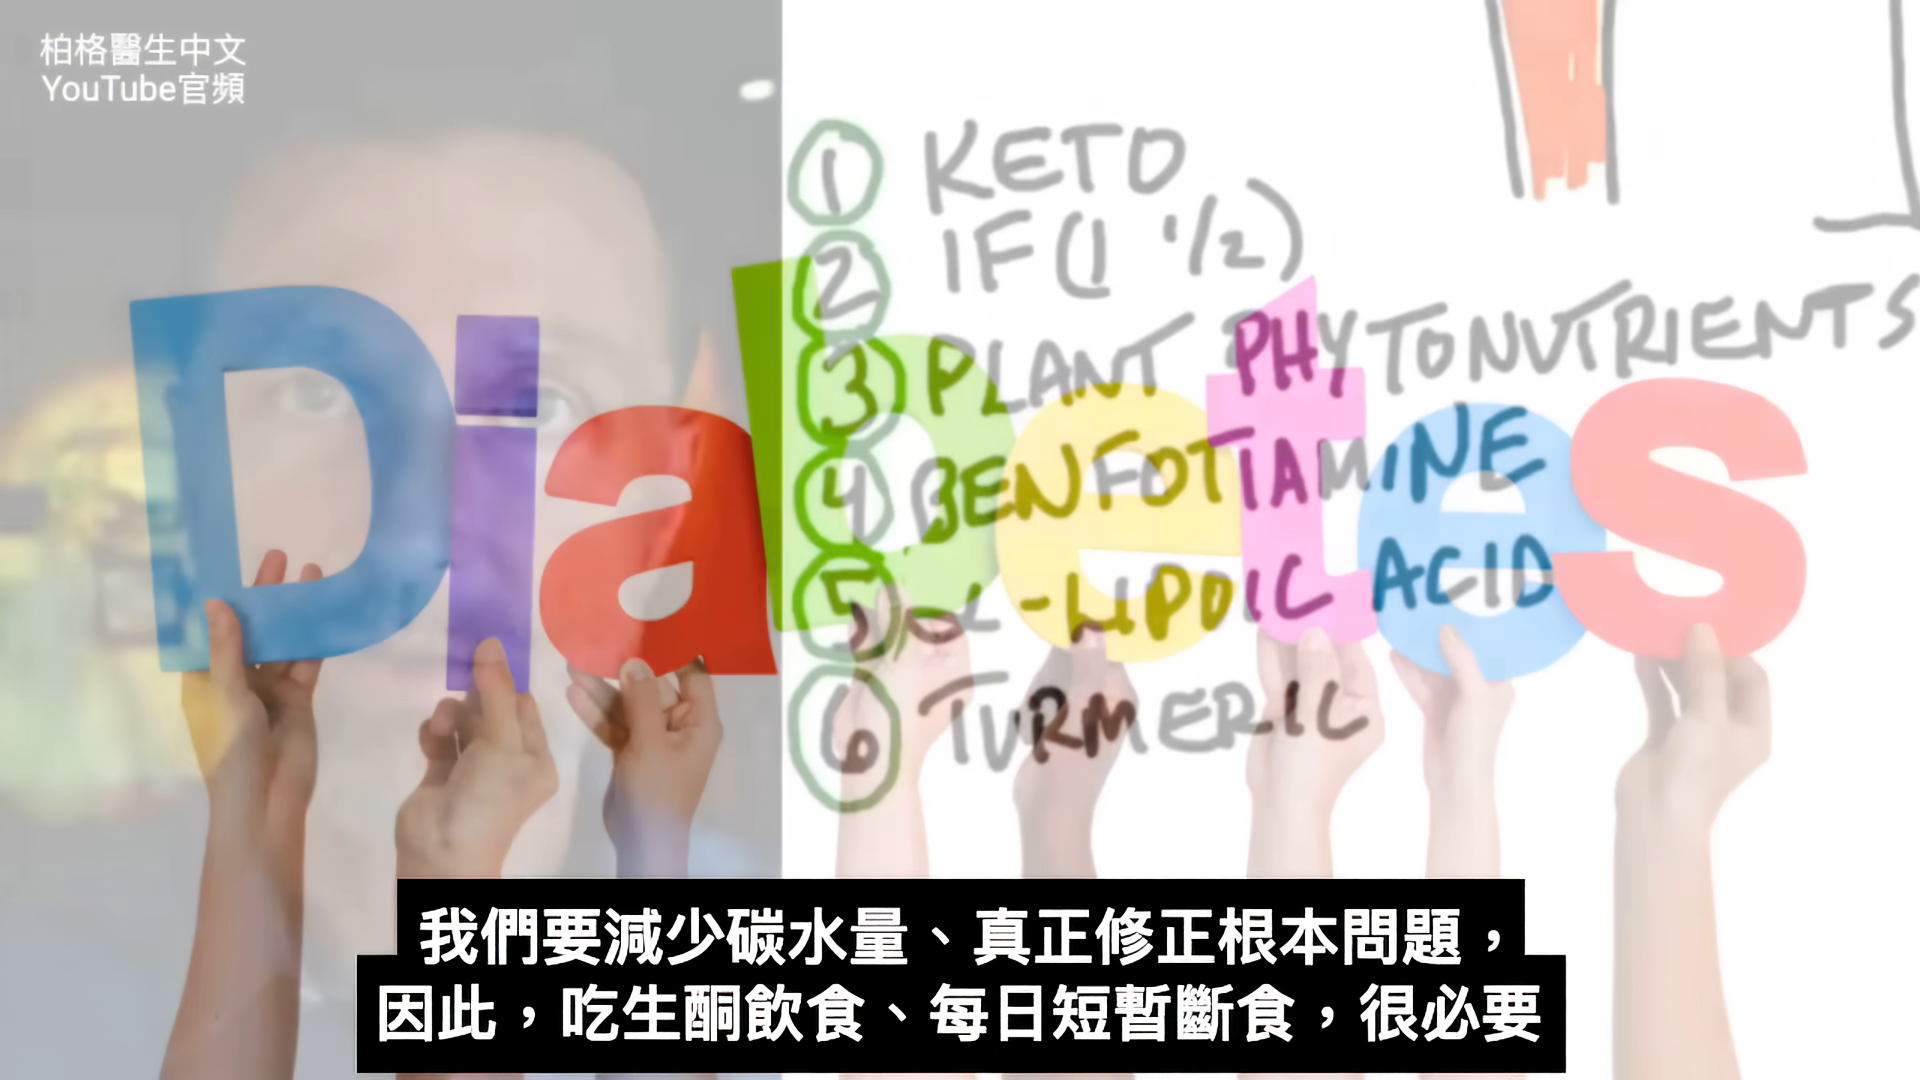 柏格醫生中文
YouTube官頻
1 KETO
2 IF (1 1/2)
3 PLANT PHYTONUTRIENTS
4 BENFOTIAMINE
5 α-LIPOIC ACID
6 TURMERIC
Diabetes
我們要減少碳水量、真正修正根本問題，
因此，吃生酮飲食、每日短暫斷食，很必要